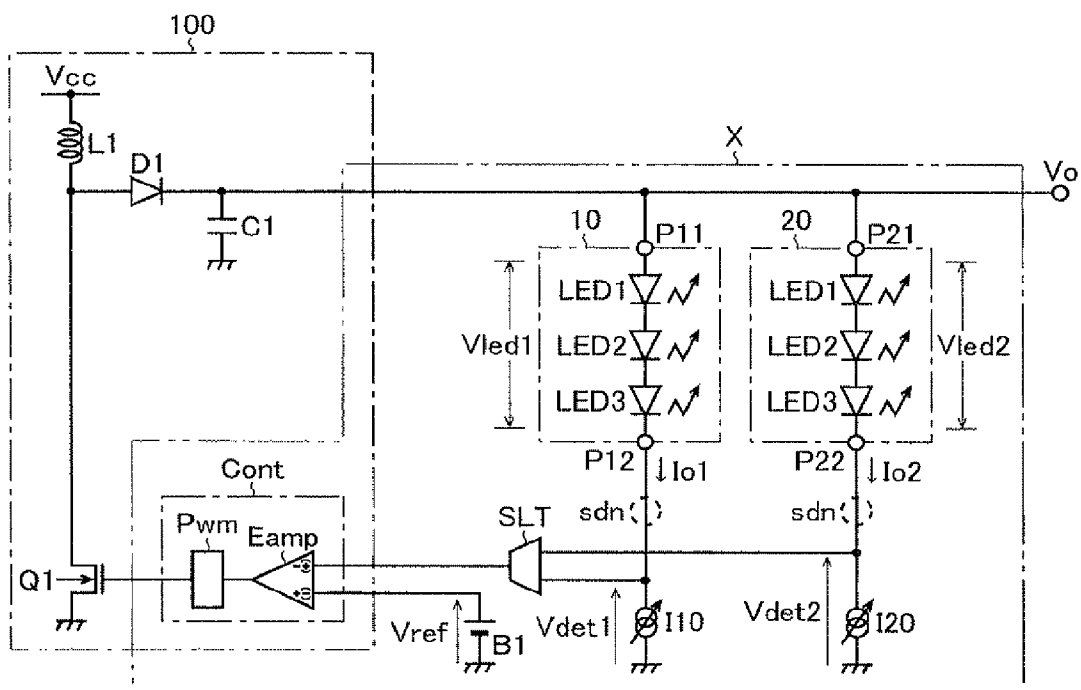 100
Vcc
L1
D1
C1
X
Vo
10
P11
20
P21
LED1
LED1
Vled1
LED2
LED2
Vled2
LED3
LED3
P12
↓Io1
P22
↓Io2
Cont
sdn
sdn
SLT
Pwm
Eamp
Q1
Vref
B1
Vdet1
I10
Vdet2
I20